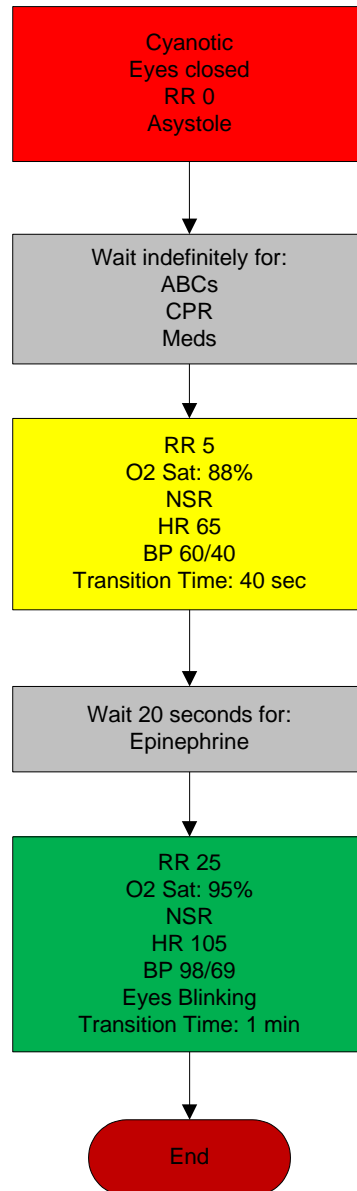 Cyanotic
Eyes closed
RR 0
Asystole
Wait indefinitely for:
ABCs
CPR
Meds
RR 5
O2 Sat: 88%
NSR
HR 65
BP 60/40
Transition Time: 40 sec
Wait 20 seconds for:
Epinephrine
RR 25
O2 Sat: 95%
NSR
HR 105
BP 98/69
Eyes Blinking
Transition Time: 1 min
End